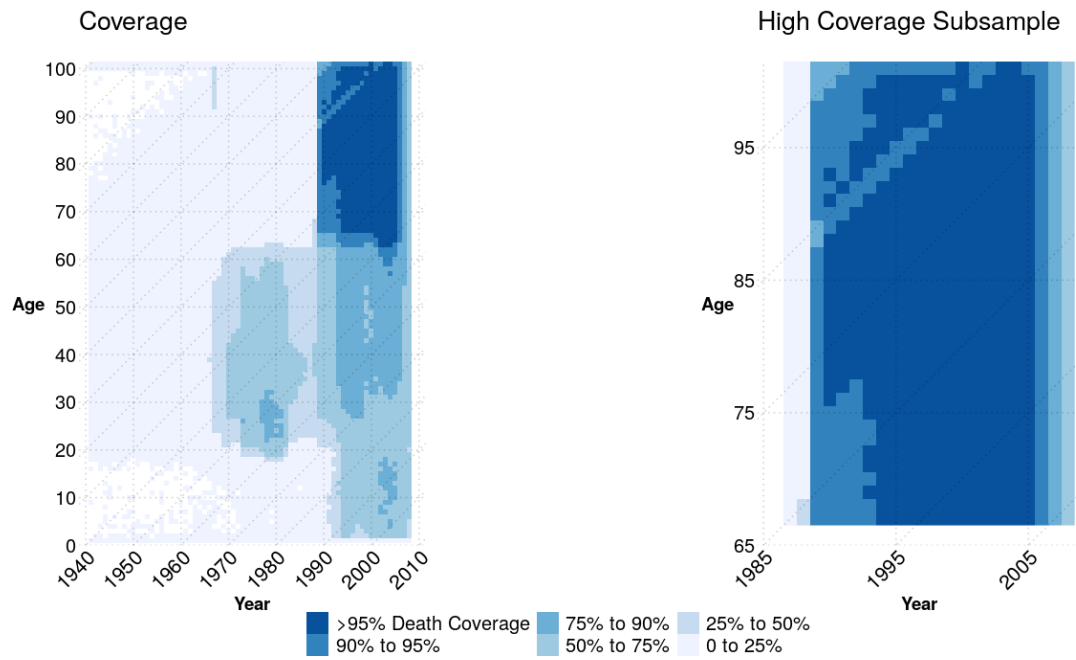 Coverage
High Coverage Subsample
100
90
80
70
60
50
40
30
20
10
0
Age
1940
1950
1960
1970
1980
1990
2000
2010
Year
95
85
75
65
Age
1985
1995
2005
Year
>95% Death Coverage
75% to 90%
25% to 50%
90% to 95%
50% to 75%
0 to 25%